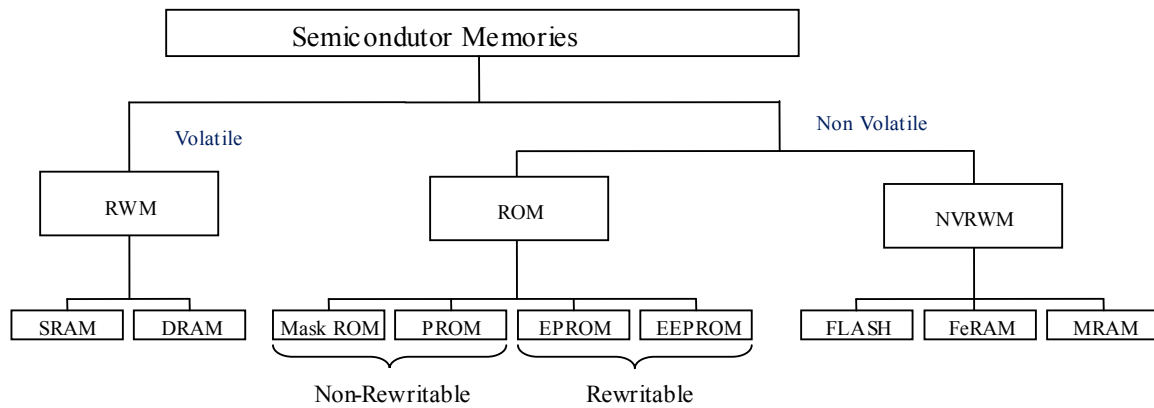 Semicondutor Memories
Volatile
Non Volatile
RWM
ROM
NVRWM
SRAM
DRAM
Mask ROM
PROM
EPROM
EEPROM
FLASH
FeRAM
MRAM
Non-Rewritable
Rewritable